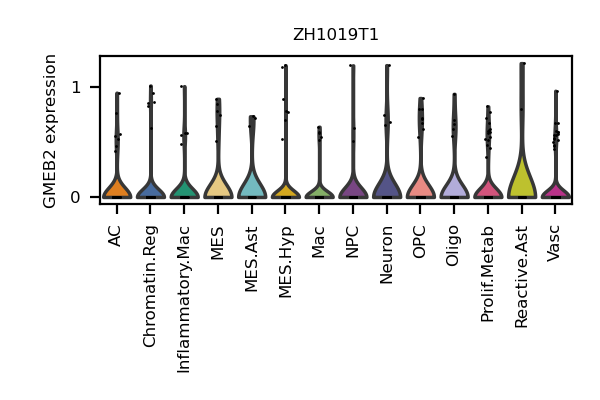 ZH1019T1
GMEB2 expression
1
0
AC
Chromatin.Reg
Inflammatory.Mac
MES
MES.Ast
MES.Hyp
Mac
NPC
Neuron
OPC
Oligo
Prolif.Metab
Reactive.Ast
Vasc